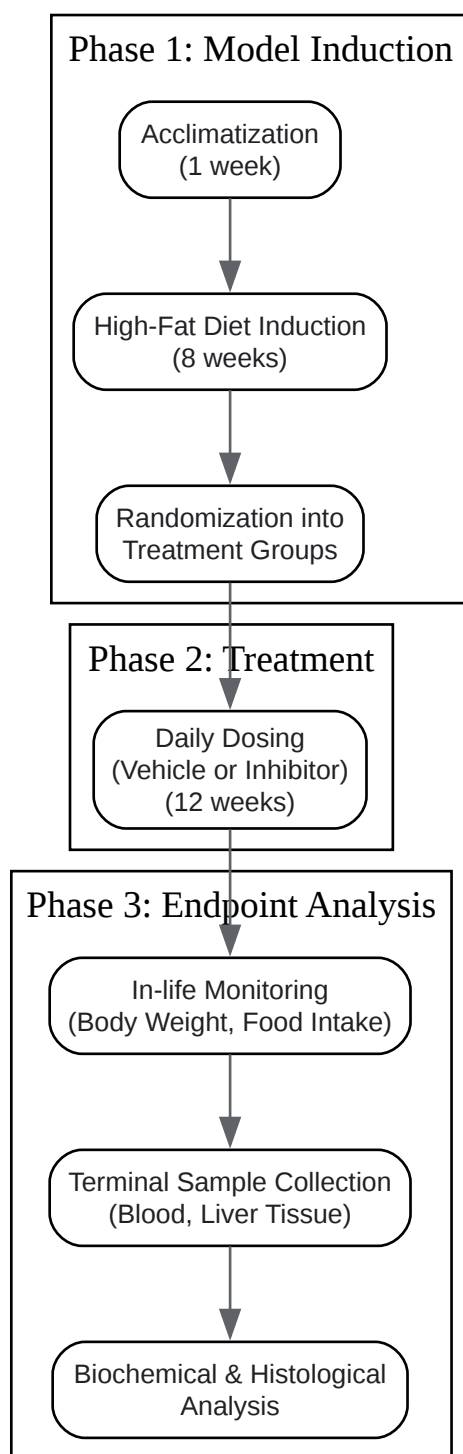 Phase 1: Model Induction
Acclimatization
(1 week)
High-Fat Diet Induction
(8 weeks)
Randomization into
Treatment Groups
Phase 2: Treatment
Daily Dosing
(Vehicle or Inhibitor)
(12 weeks)
Phase 3: Endpoint Analysis
In-life Monitoring
(Body Weight, Food Intake)
Terminal Sample Collection
(Blood, Liver Tissue)
Biochemical & Histological
Analysis